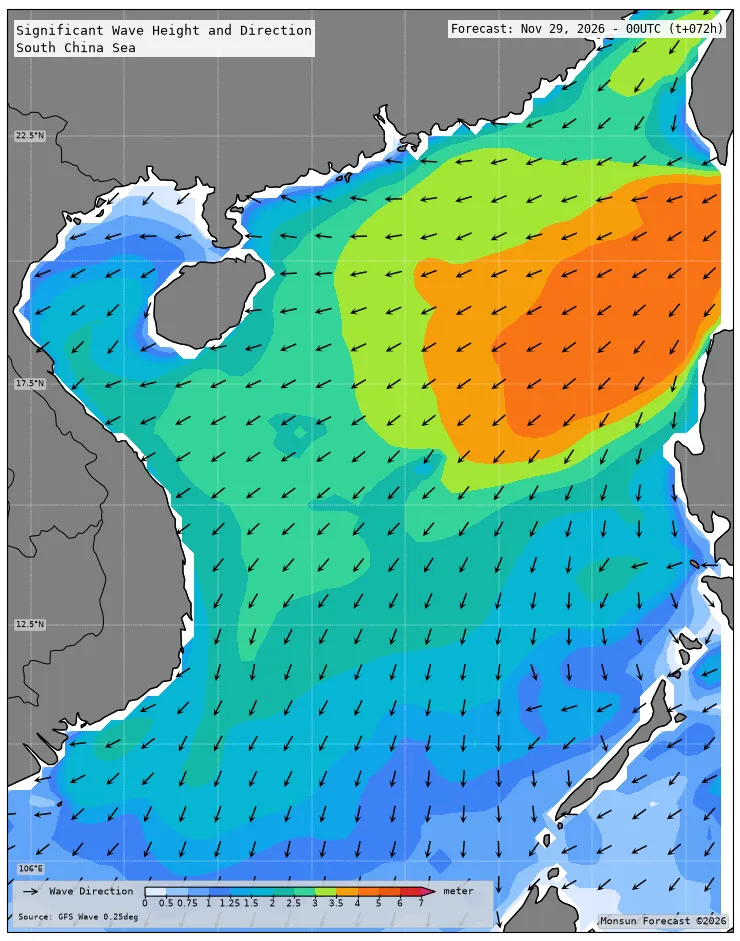 Significant Wave Height and Direction
South China Sea
Forecast: Nov 29, 2026 - 00UTC (t+072h)
22.5°N
17.5°N
12.5°N
106°E
Wave Direction
0 0.5 0.75 1 1.25 1.5 2 2.5 3 3.5 4 5 6 7 meter
Source: GFS Wave 0.25deg
Monsun Forecast ©2026